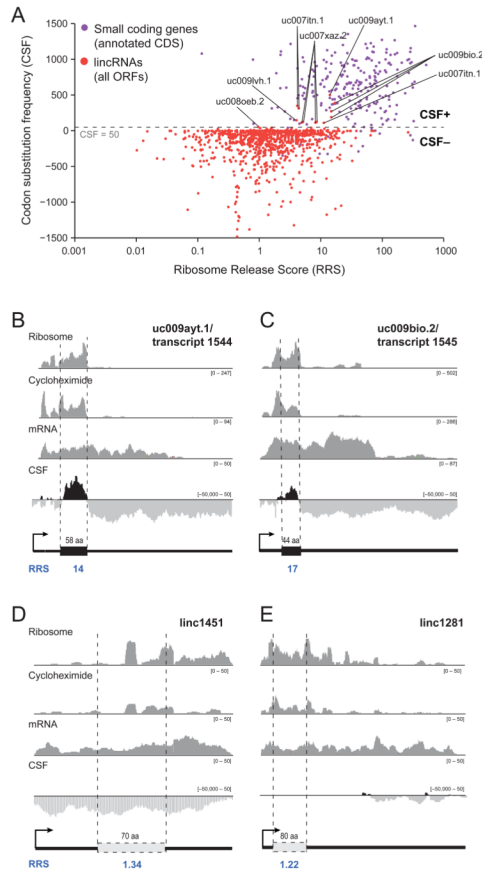 A
Small coding genes
(annotated CDS)
lincRNAs
(all ORFs)
uc007itn.1
uc007xaz.2
uc009ayt.1
uc009bio.2
uc007itn.1
uc009lvh.1
uc008oeb.2
CSF+
CSF–
CSF = 50
Codon substitution frequency (CSF)
1500
1000
500
0
−500
−1000
−1500
0.001
0.01
0.1
1
10
100
1000
Ribosome Release Score (RRS)
B
uc009ayt.1/
transcript 1544
Ribosome
[0 – 247]
Cycloheximide
[0 – 94]
mRNA
[0 – 50]
CSF
[–50,000 – 50]
58 aa
RRS
14
C
uc009bio.2/
transcript 1545
[0 – 502]
[0 – 286]
[0 – 87]
[–50,000 – 50]
44 aa
17
D
linc1451
Ribosome
[0 – 50]
Cycloheximide
[0 – 50]
mRNA
[0 – 50]
CSF
[–50,000 – 50]
70 aa
RRS
1.34
E
linc1281
[0 – 50]
[0 – 50]
[0 – 50]
[–50,000 – 50]
80 aa
1.22